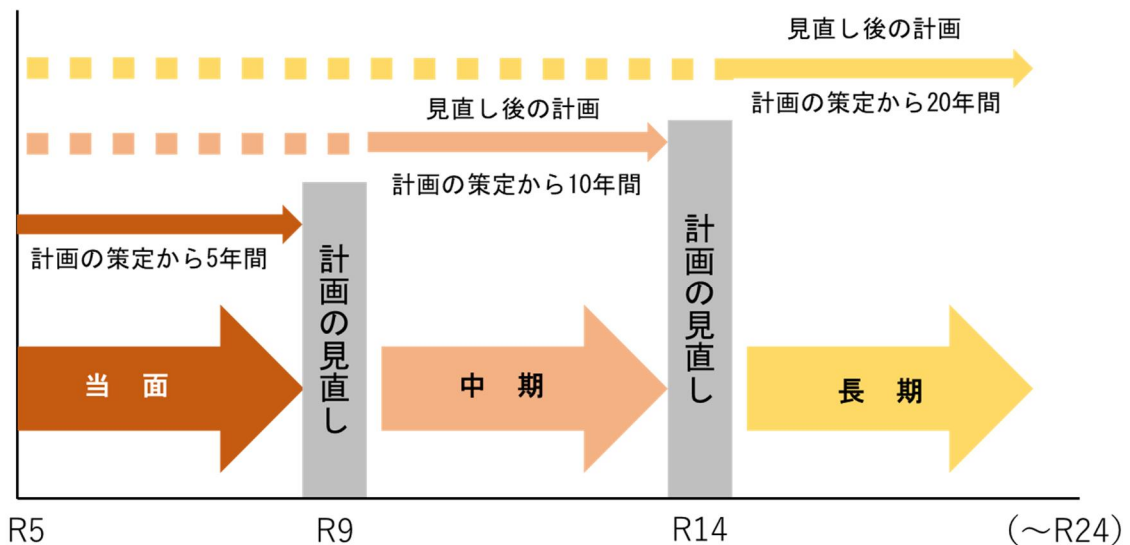 見直し後の計画
計画の策定から20年間
見直し後の計画
計画の策定から10年間
計画の策定から5年間
計画の見直し
計画の見直し
当 面
中 期
長 期
R5
R9
R14
(～R24)